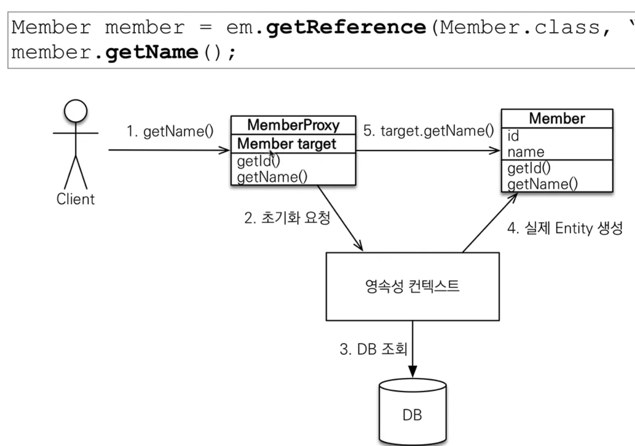 Member member = em.getReference(Member.class, "
member.getName();
1. getName()
MemberProxy
Member target
getId()
getName()
5. target.getName()
Member
id
name
getId()
getName()
Client
2. 초기화 요청
4. 실제 Entity 생성
영속성 컨텍스트
3. DB 조회
DB